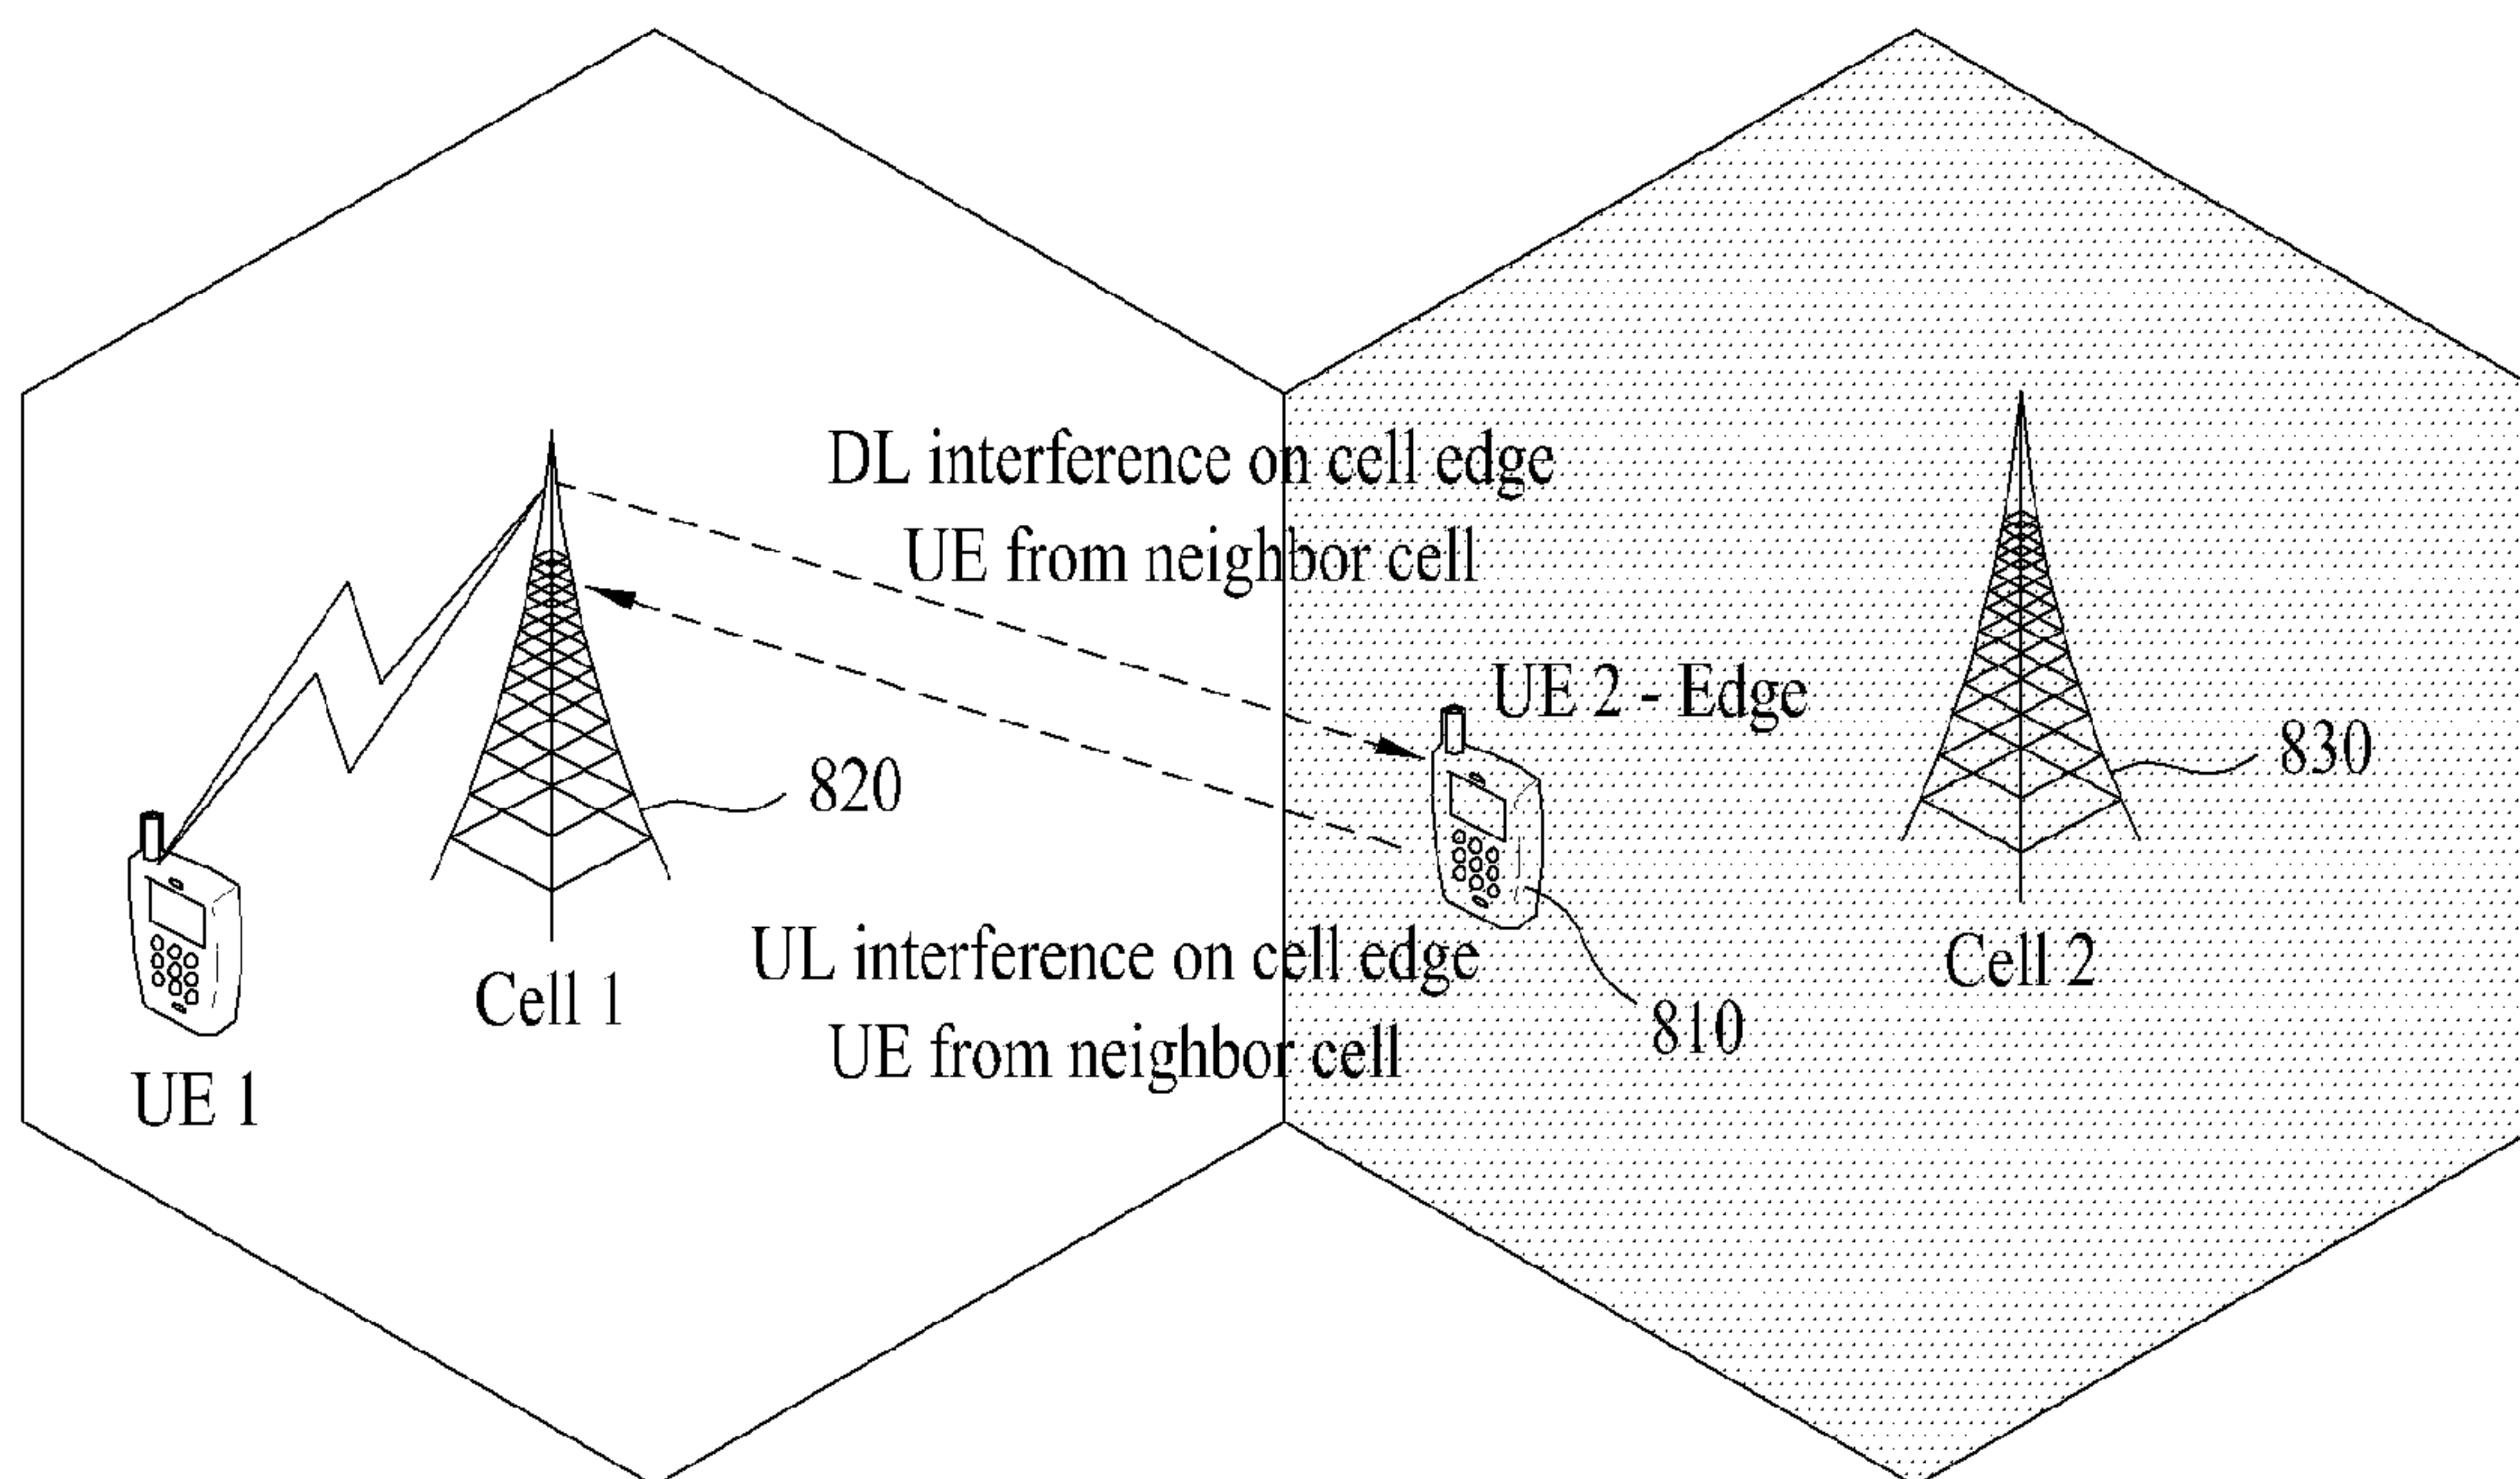 DL interference on cell edge
UE from neighbor cell
UE 2 - Edge
830
820
Cell 2
UL interference on cell edge
UE from neighbor cell
Cell 1
810
UE 1